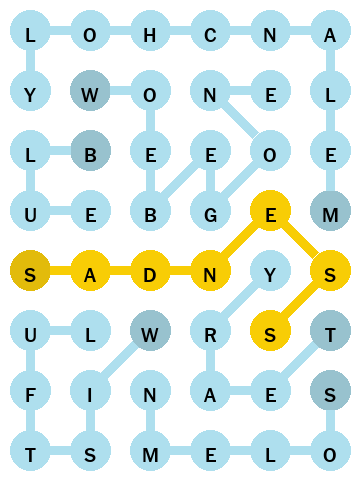 L O H C N A
Y W O N E L
L B E E O E
U E B G E M
S A D N Y S
U L W R S T
F I N A E S
T S M E L O